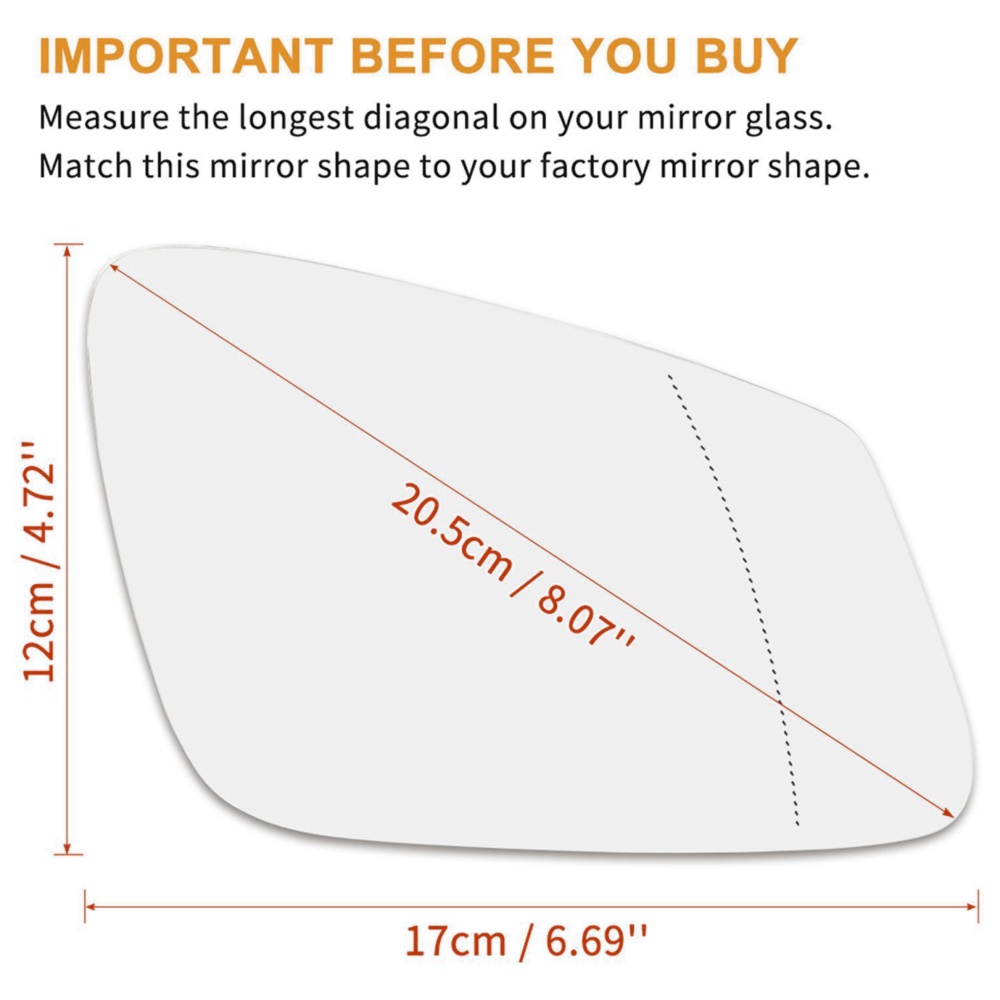 IMPORTANT BEFORE YOU BUY
Measure the longest diagonal on your mirror glass.
Match this mirror shape to your factory mirror shape.
12cm / 4.72''
20.5cm / 8.07''
17cm / 6.69''